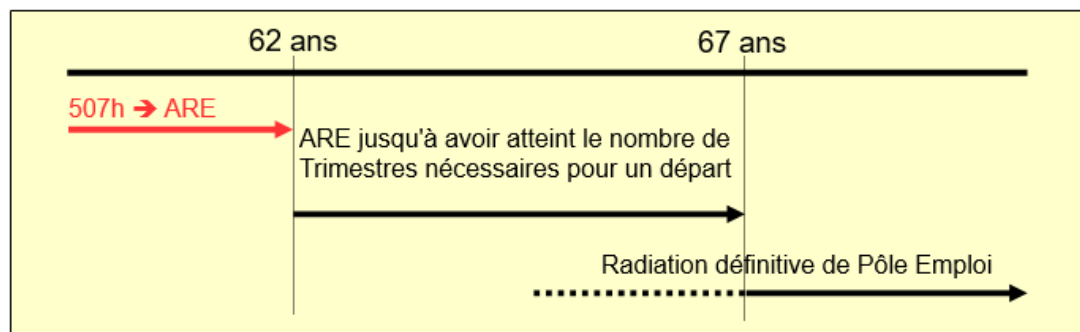 62 ans
67 ans
507h ➔ ARE
ARE jusqu'à avoir atteint le nombre de
Trimestres nécessaires pour un départ
Radiation définitive de Pôle Emploi